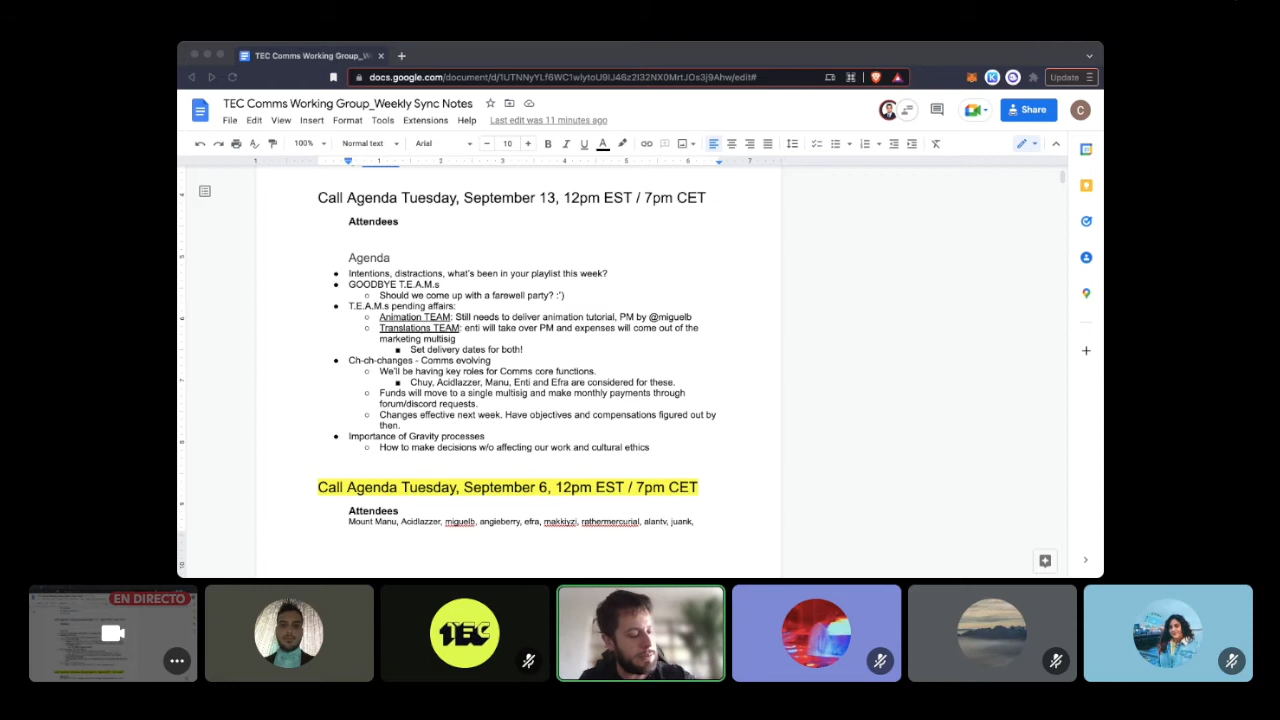 TEC Comms Working Group_W
docs.google.com/document/d/1UTNNyYLf6WC1wlytoU9IJ46z2I32NX0MrtJOs3j9Ahw/edit#
Update
TEC Comms Working Group_Weekly Sync Notes
File Edit View Insert Format Tools Extensions Help Last edit was 11 minutes ago
Share
C
100% Normal text Arial 10 B I U A
1 1 2 3 4 5 6 7
Call Agenda Tuesday, September 13, 12pm EST / 7pm CET
Attendees
Agenda
● Intentions, distractions, what's been in your playlist this week?
● GOODBYE T.E.A.M.s
○ Should we come up with a farewell party? :')
● T.E.A.M.s pending affairs:
○ Animation TEAM: Still needs to deliver animation tutorial, PM by @miguelb
○ Translations TEAM: enti will take over PM and expenses will come out of the
marketing multisig
■ Set delivery dates for both!
● Ch-ch-changes - Comms evolving
○ We'll be having key roles for Comms core functions.
■ Chuy, Acidlazzer, Manu, Enti and Efra are considered for these.
○ Funds will move to a single multisig and make monthly payments through
forum/discord requests.
○ Changes effective next week. Have objectives and compensations figured out by
then.
● Importance of Gravity processes
○ How to make decisions w/o affecting our work and cultural ethics
Call Agenda Tuesday, September 6, 12pm EST / 7pm CET
Attendees
Mount Manu, Acidlazzer, miguelb, angieberry, efra, makkiyzi, rathermercurial, alantv, juank,
EN DIRECTO
TEC